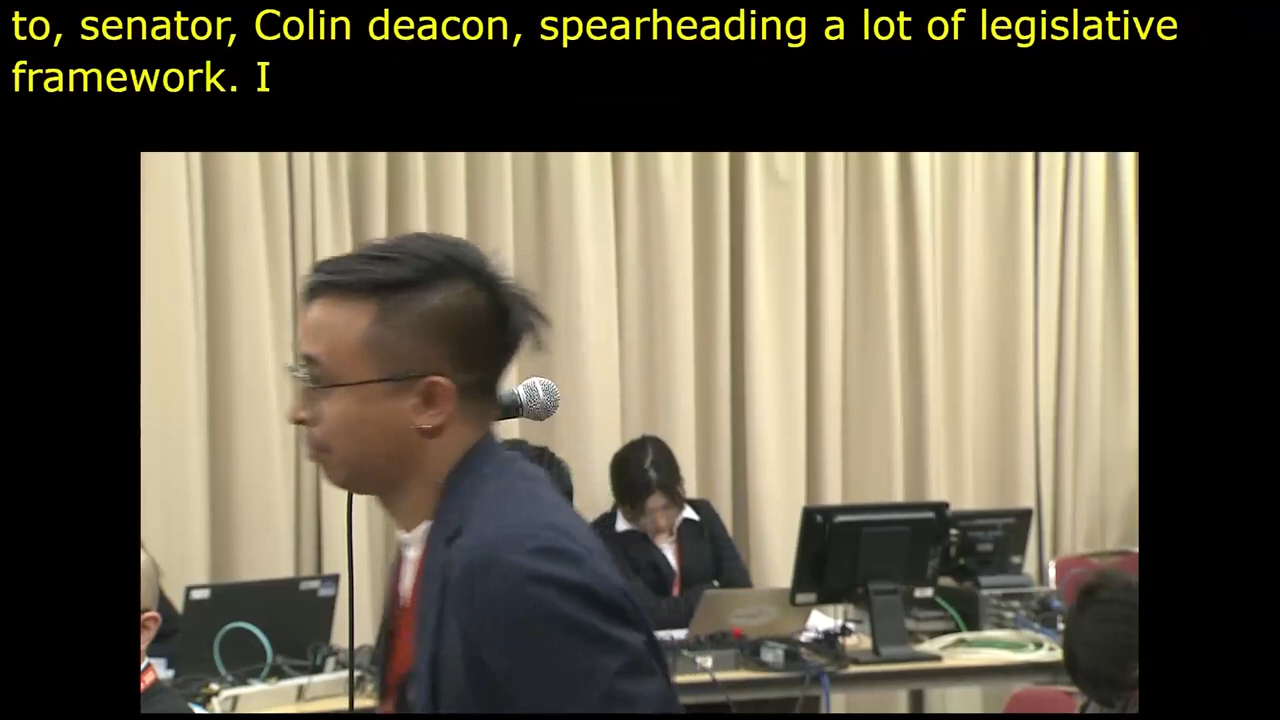 to, senator, Colin deacon, spearheading a lot of legislative
framework. I